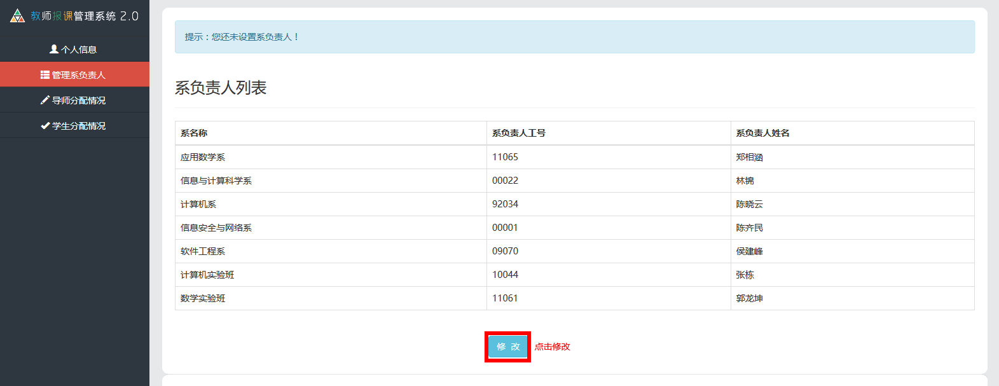 教师报课管理系统 2.0
个人信息
管理系负责人
导师分配情况
学生分配情况
提示：您还未设置系负责人！
系负责人列表
系名称 系负责人工号 系负责人姓名
应用数学系 11065 郑相涵
信息与计算科学系 00022 林锦
计算机系 92034 陈晓云
信息安全与网络系 00001 陈齐民
软件工程系 09070 侯建峰
计算机实验班 10044 张栋
数学实验班 11061 郭龙坤
修 改 点击修改